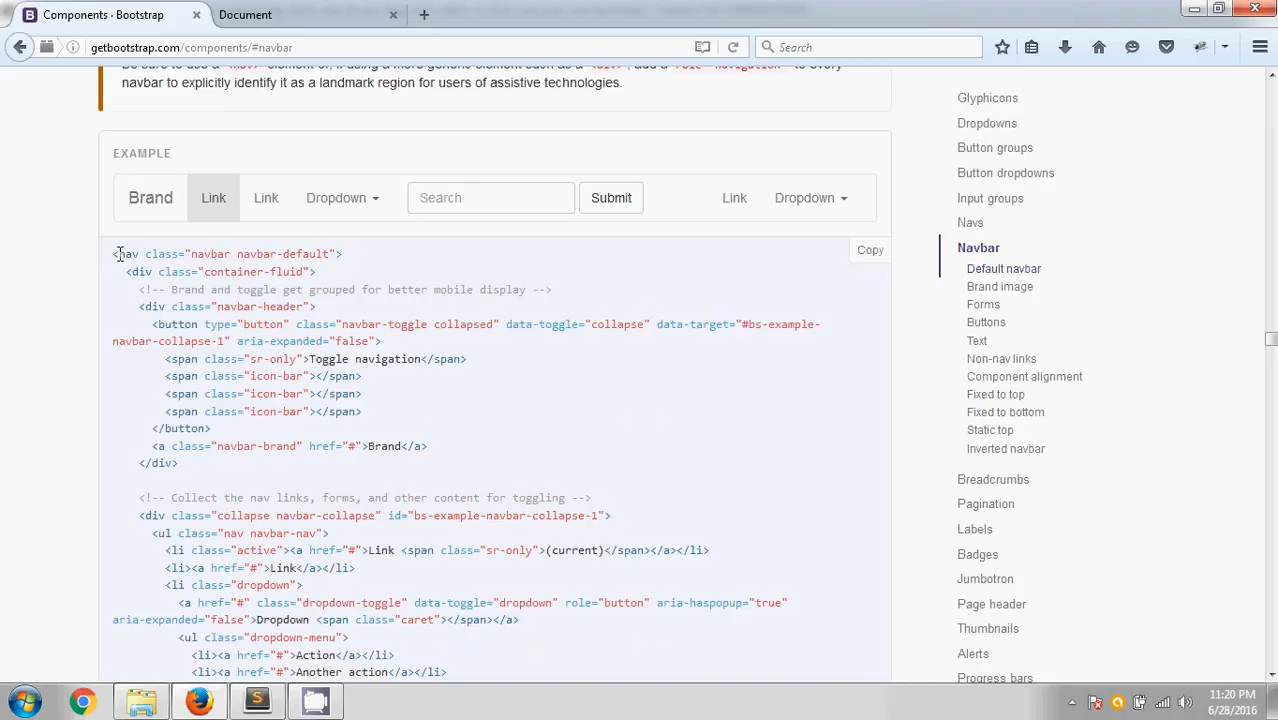 Components · Bootstrap
Document
getbootstrap.com/components/#navbar
Search
navbar to explicitly identify it as a landmark region for users of assistive technologies.
EXAMPLE
Brand Link Link Dropdown Search Submit Link Dropdown
Copy
<nav class="navbar navbar-default">
<div class="container-fluid">
<!-- Brand and toggle get grouped for better mobile display -->
<div class="navbar-header">
<button type="button" class="navbar-toggle collapsed" data-toggle="collapse" data-target="#bs-example-
navbar-collapse-1" aria-expanded="false">
<span class="sr-only">Toggle navigation</span>
<span class="icon-bar"></span>
<span class="icon-bar"></span>
<span class="icon-bar"></span>
</button>
<a class="navbar-brand" href="#">Brand</a>
</div>
<!-- Collect the nav links, forms, and other content for toggling -->
<div class="collapse navbar-collapse" id="bs-example-navbar-collapse-1">
<ul class="nav navbar-nav">
<li class="active"><a href="#">Link <span class="sr-only">(current)</span></a></li>
<li><a href="#">Link</a></li>
<li class="dropdown">
<a href="#" class="dropdown-toggle" data-toggle="dropdown" role="button" aria-haspopup="true"
aria-expanded="false">Dropdown <span class="caret"></span></a>
<ul class="dropdown-menu">
<li><a href="#">Action</a></li>
<li><a href="#">Another action</a></li>
Glyphicons
Dropdowns
Button groups
Button dropdowns
Input groups
Navs
Navbar
Default navbar
Brand image
Forms
Buttons
Text
Non-nav links
Component alignment
Fixed to top
Fixed to bottom
Static top
Inverted navbar
Breadcrumbs
Pagination
Labels
Badges
Jumbotron
Page header
Thumbnails
Alerts
Progress bars
11:20 PM
6/28/2016